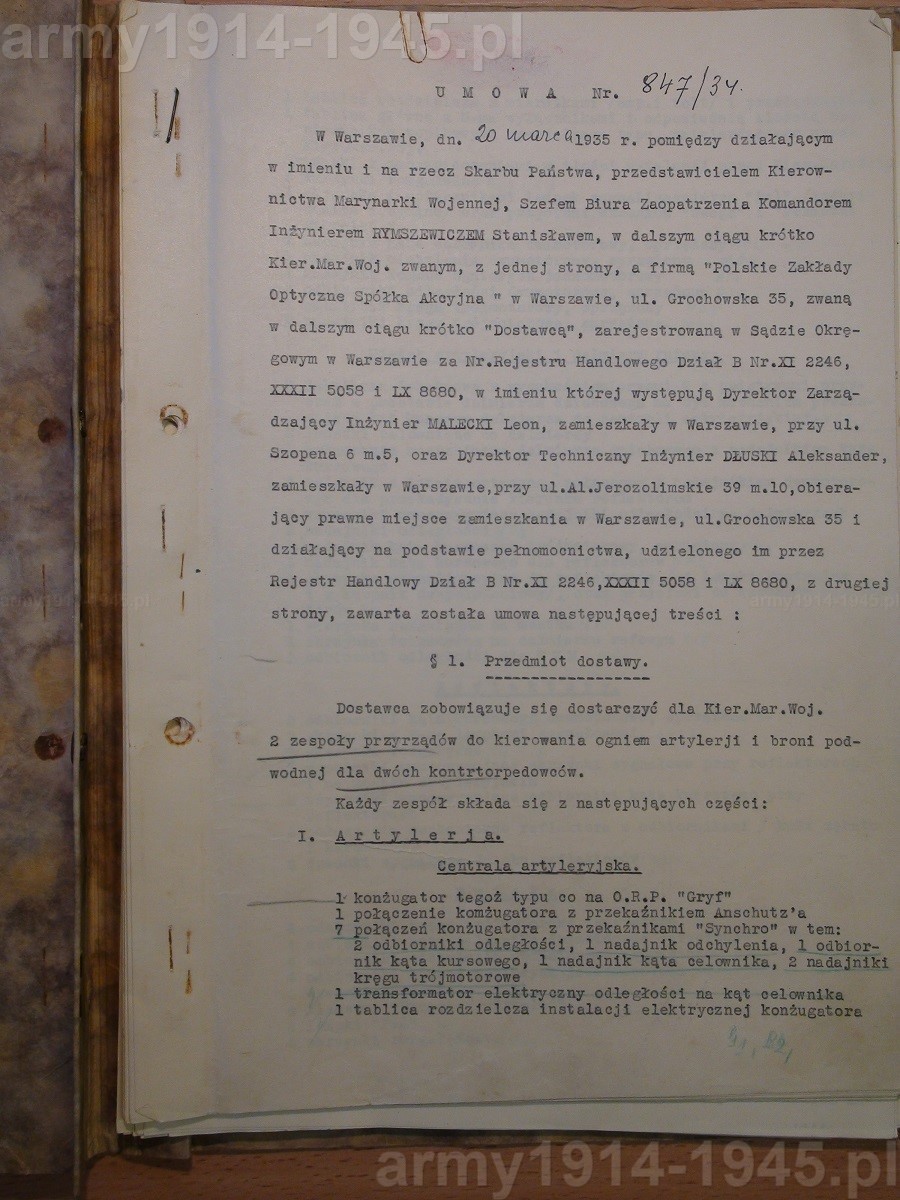 army1914-1945.pl
U M O W A Nr. 847/34.
W Warszawie, dn. 20 marca 1935 r. pomiędzy działającym
w imieniu i na rzecz Skarbu Państwa, przedstawicielem Kierow-
nictwa Marynarki Wojennej, Szefem Biura Zaopatrzenia Komandorem
Inżynierem RYMSZEWICZEM Stanisławem, w dalszym ciągu krótko
Kier.Mar.Woj. zwanym, z jednej strony, a firmą "Polskie Zakłady
Optyczne Spółka Akcyjna " w Warszawie, ul. Grochowska 35, zwaną
w dalszym ciągu krótko "Dostawcą", zarejestrowaną w Sądzie Okrę-
gowym w Warszawie za Nr.Rejestru Handlowego Dział B Nr.XI 2246,
XXXII 5058 i LX 8680, w imieniu której występują Dyrektor Zarzą-
dzający Inżynier MALECKI Leon, zamieszkały w Warszawie, przy ul.
Szopena 6 m.5, oraz Dyrektor Techniczny Inżynier DŁUSKI Aleksander,
zamieszkały w Warszawie,przy ul.Al.Jerozolimskie 39 m.10,obiera-
jący prawne miejsce zamieszkania w Warszawie, ul.Grochowska 35 i
działający na podstawie pełnomocnictwa, udzielonego im przez
Rejestr Handlowy Dział B Nr.XI 2246,XXXII 5058 i LX 8680, z drugiej
army1914-1945.pl
army1914-1945.pl
strony, zawarta została umowa następującej treści :
§ 1. Przedmiot dostawy.
Dostawca zobowiązuje się dostarczyć dla Kier.Mar.Woj.
2 zespoły przyrządów do kierowania ogniem artylerji i broni pod-
wodnej dla dwóch kontrtorpedowców.
Każdy zespół składa się z następujących części:
I. A r t y l e r j a.
Centrala artyleryjska.
1 konżugator tegoż typu co na O.R.P. "Gryf"
1 połączenie komżugatora z przekaźnikiem Anschutz'a
7 połączeń konżugatora z przekaźnikami "Synchro" w tem:
2 odbiorniki odległości, 1 nadajnik odchylenia, 1 odbior-
nik kąta kursowego, 1 nadajnik kąta celownika, 2 nadajniki
kręgu trójmotorowe
1 transformator elektryczny odległości na kąt celownika
1 tablica rozdzielcza instalacji elektrycznej konżugatora
army1914-1945.pl